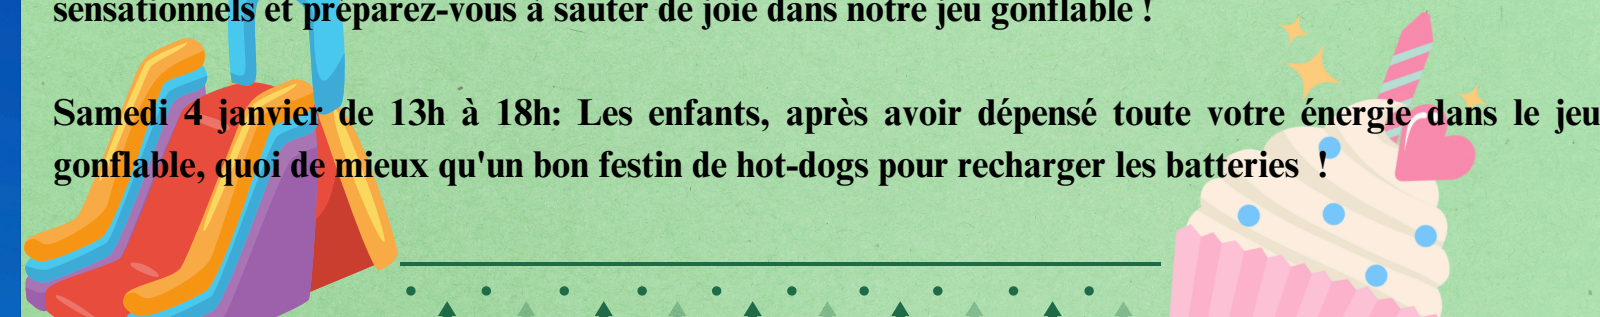 sensationnels et préparez-vous à sauter de joie dans notre jeu gonflable !
Samedi 4 janvier de 13h à 18h: Les enfants, après avoir dépensé toute votre énergie dans le jeu
gonflable, quoi de mieux qu'un bon festin de hot-dogs pour recharger les batteries !